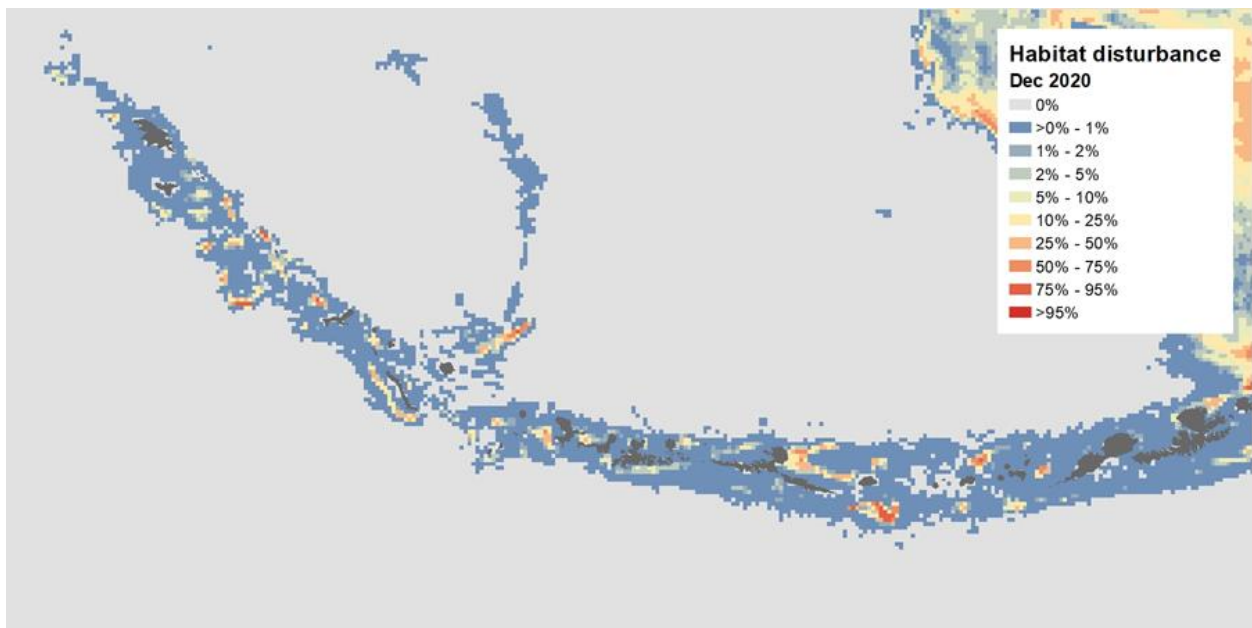 Habitat disturbance
Dec 2020
0%
>0% - 1%
1% - 2%
2% - 5%
5% - 10%
10% - 25%
25% - 50%
50% - 75%
75% - 95%
>95%